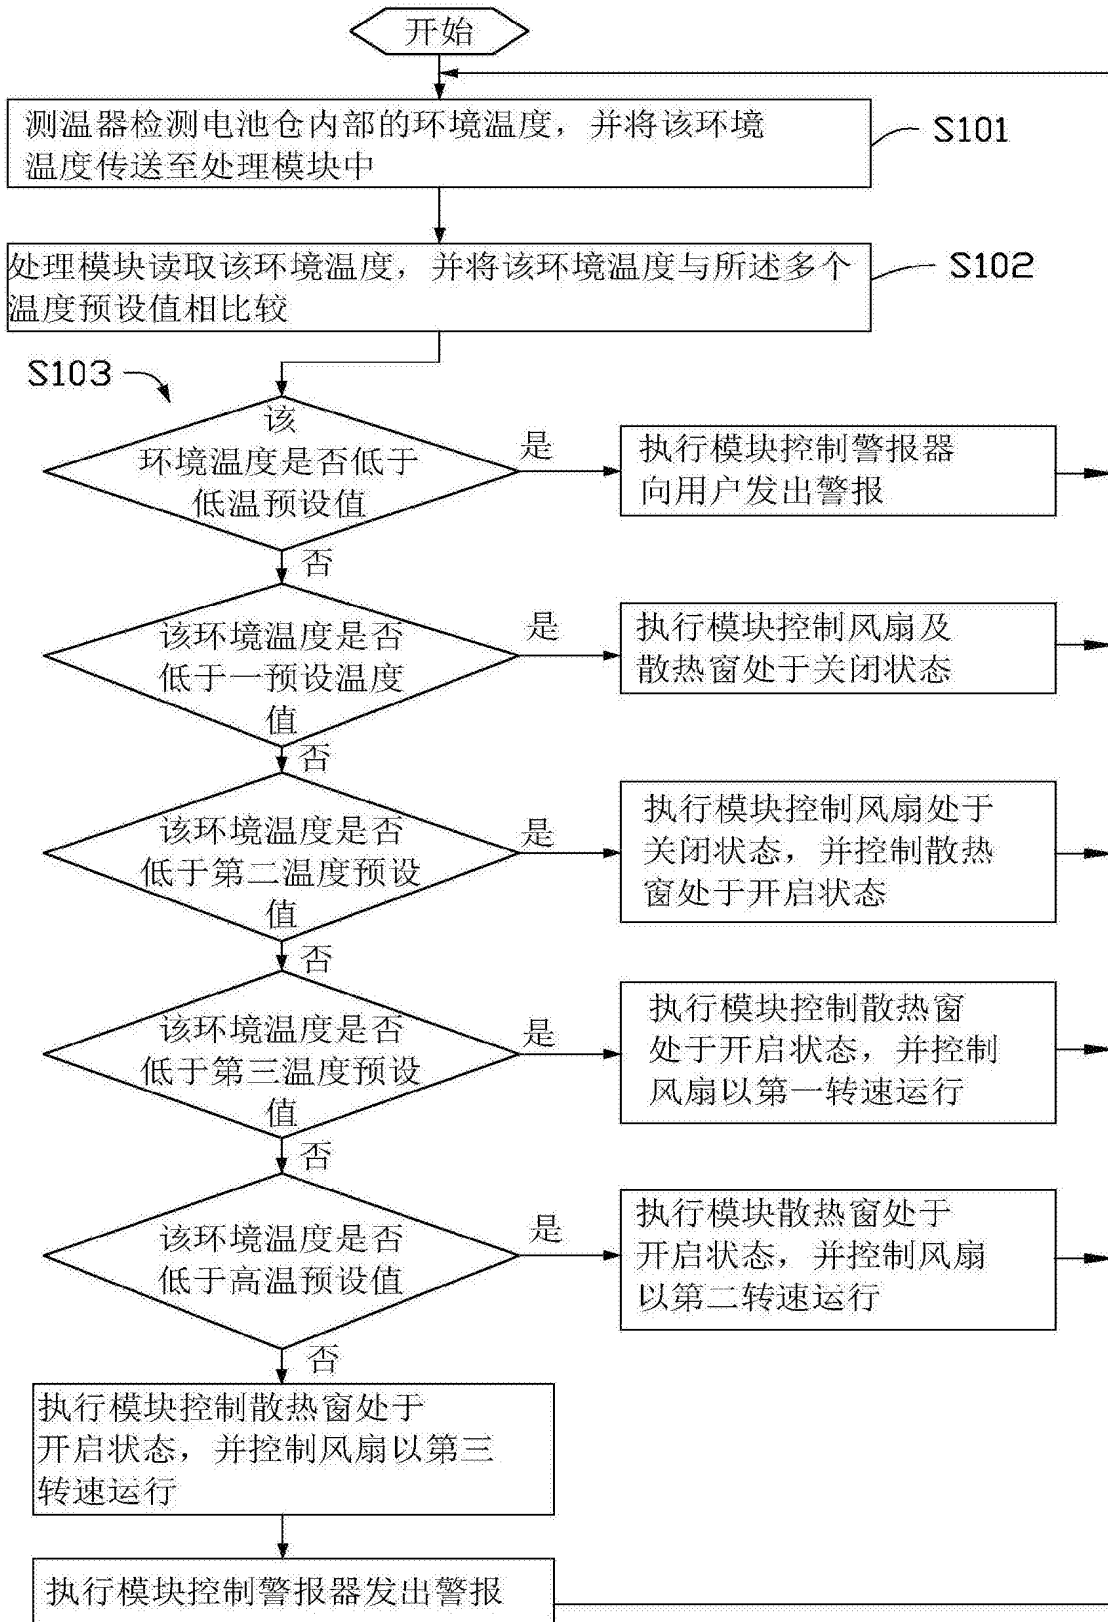 开始
测温器检测电池仓内部的环境温度，并将该环境
温度传送至处理模块中
S101
处理模块读取该环境温度，并将该环境温度与所述多个
温度预设值相比较
S102
S103
该
环境温度是否低于
低温预设值
是
执行模块控制警报器
向用户发出警报
否
该环境温度是否
低于一预设温度
值
是
执行模块控制风扇及
散热窗处于关闭状态
否
该环境温度是否
低于第二温度预设
值
是
执行模块控制风扇处于
关闭状态，并控制散热
窗处于开启状态
否
该环境温度是否
低于第三温度预设
值
是
执行模块控制散热窗
处于开启状态，并控制
风扇以第一转速运行
否
该环境温度是否
低于高温预设值
是
执行模块散热窗处于
开启状态，并控制风扇
以第二转速运行
否
执行模块控制散热窗处于
开启状态，并控制风扇以第三
转速运行
执行模块控制警报器发出警报